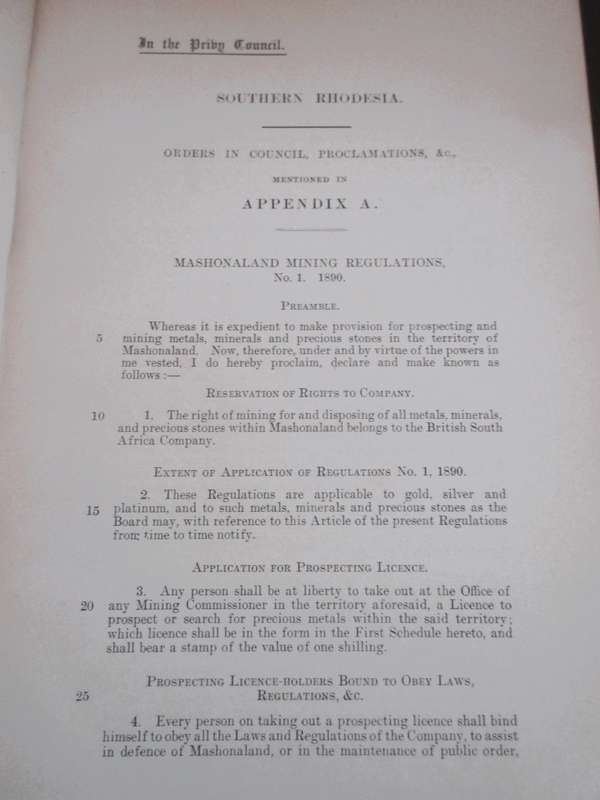 In the Privy Council.
SOUTHERN RHODESIA.
ORDERS IN COUNCIL, PROCLAMATIONS, &c.,
MENTIONED IN
APPENDIX A.
MASHONALAND MINING REGULATIONS,
No. 1. 1890.
PREAMBLE.
Whereas it is expedient to make provision for prospecting and
5 mining metals, minerals and precious stones in the territory of
Mashonaland. Now, therefore, under and by virtue of the powers in
me vested, I do hereby proclaim, declare and make known as
follows :—
RESERVATION OF RIGHTS TO COMPANY.
10 1. The right of mining for and disposing of all metals, minerals,
and precious stones within Mashonaland belongs to the British South
Africa Company.
EXTENT OF APPLICATION OF REGULATIONS No. 1, 1890.
2. These Regulations are applicable to gold, silver and
15 platinum, and to such metals, minerals and precious stones as the
Board may, with reference to this Article of the present Regulations
from time to time notify.
APPLICATION FOR PROSPECTING LICENCE.
3. Any person shall be at liberty to take out at the Office of
20 any Mining Commissioner in the territory aforesaid, a Licence to
prospect or search for precious metals within the said territory;
which licence shall be in the form in the First Schedule hereto, and
shall bear a stamp of the value of one shilling.
PROSPECTING LICENCE-HOLDERS BOUND TO OBEY LAWS,
25 REGULATIONS, &C.
4. Every person on taking out a prospecting licence shall bind
himself to obey all the Laws and Regulations of the Company, to assist
in defence of Mashonaland, or in the maintenance of public order,